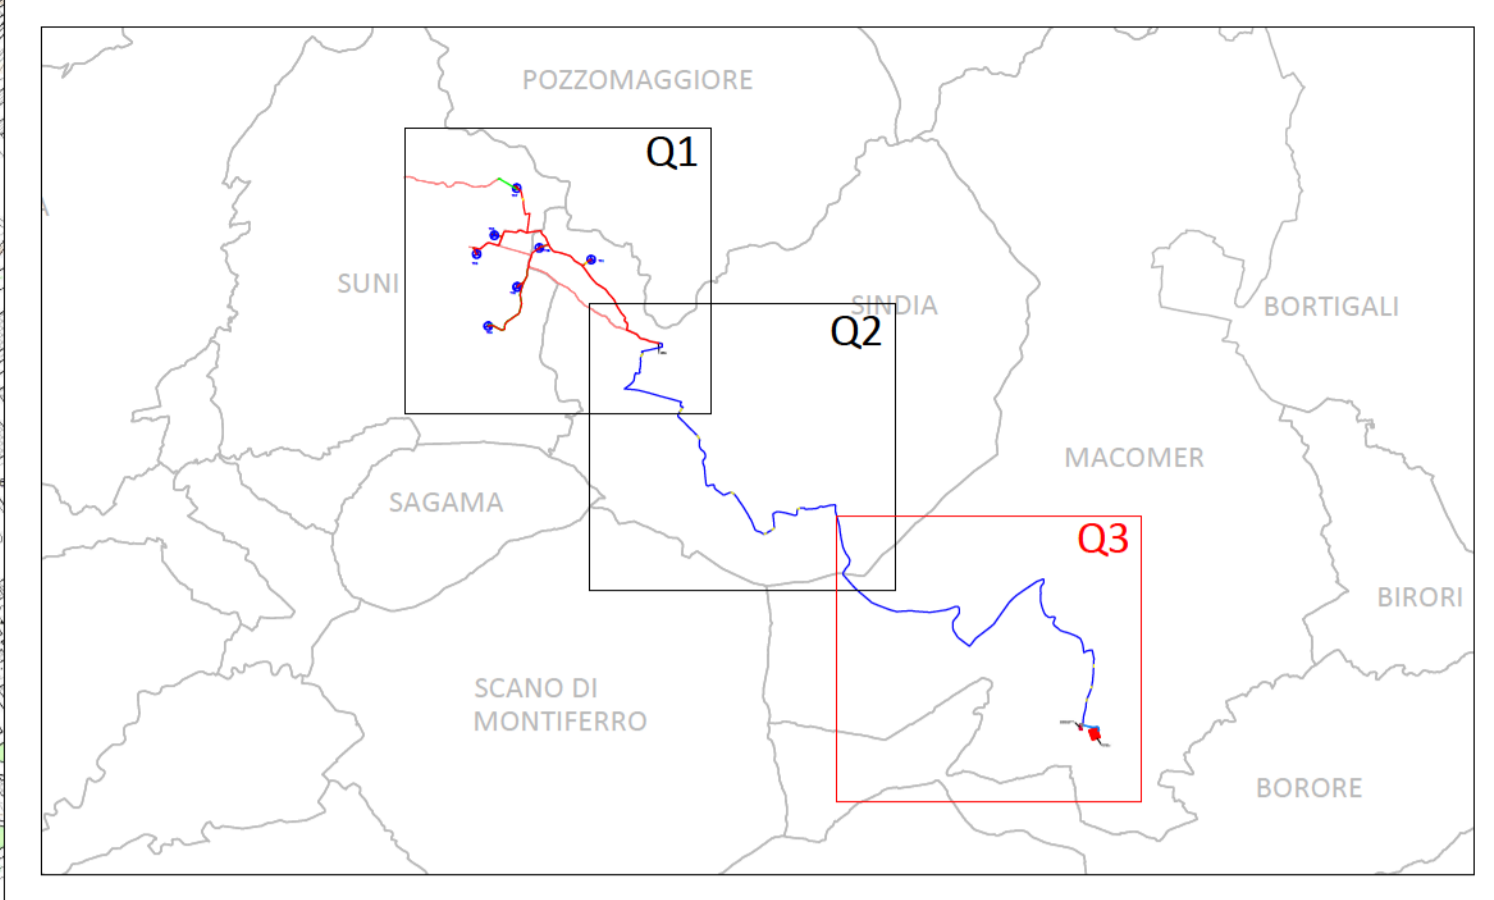 POZZOMAGGIORE
Q1
SUNI
SINDIA
BORTIGALI
Q2
MACOMER
SAGAMA
Q3
BIRORI
SCANO DI
MONTIFERRO
BORORE